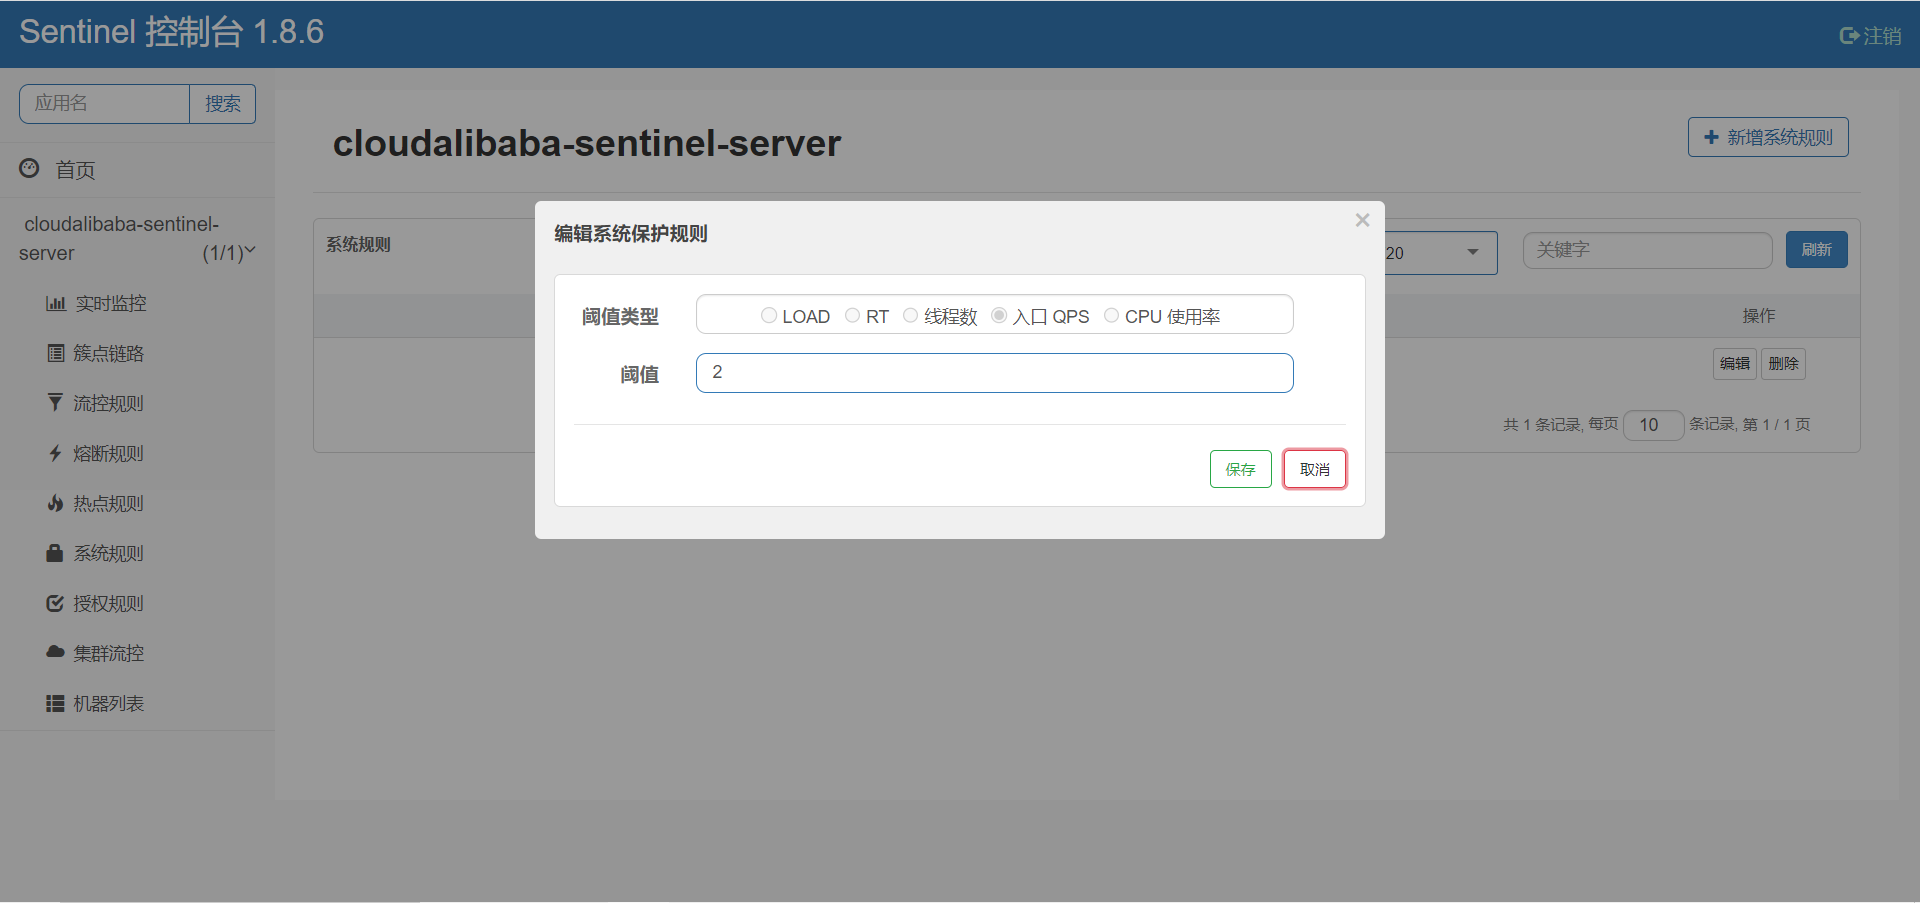 Sentinel 控制台 1.8.6
注销
应用名
搜索
首页
cloudalibaba-sentinel-
server
(1/1)
实时监控
簇点链路
流控规则
熔断规则
热点规则
系统规则
授权规则
集群流控
机器列表
cloudalibaba-sentinel-server
新增系统规则
系统规则
20
关键字
刷新
操作
编辑
删除
共 1 条记录, 每页 10 条记录, 第 1 / 1 页
编辑系统保护规则
×
阈值类型
LOAD RT 线程数 入口 QPS CPU 使用率
阈值
2
保存
取消